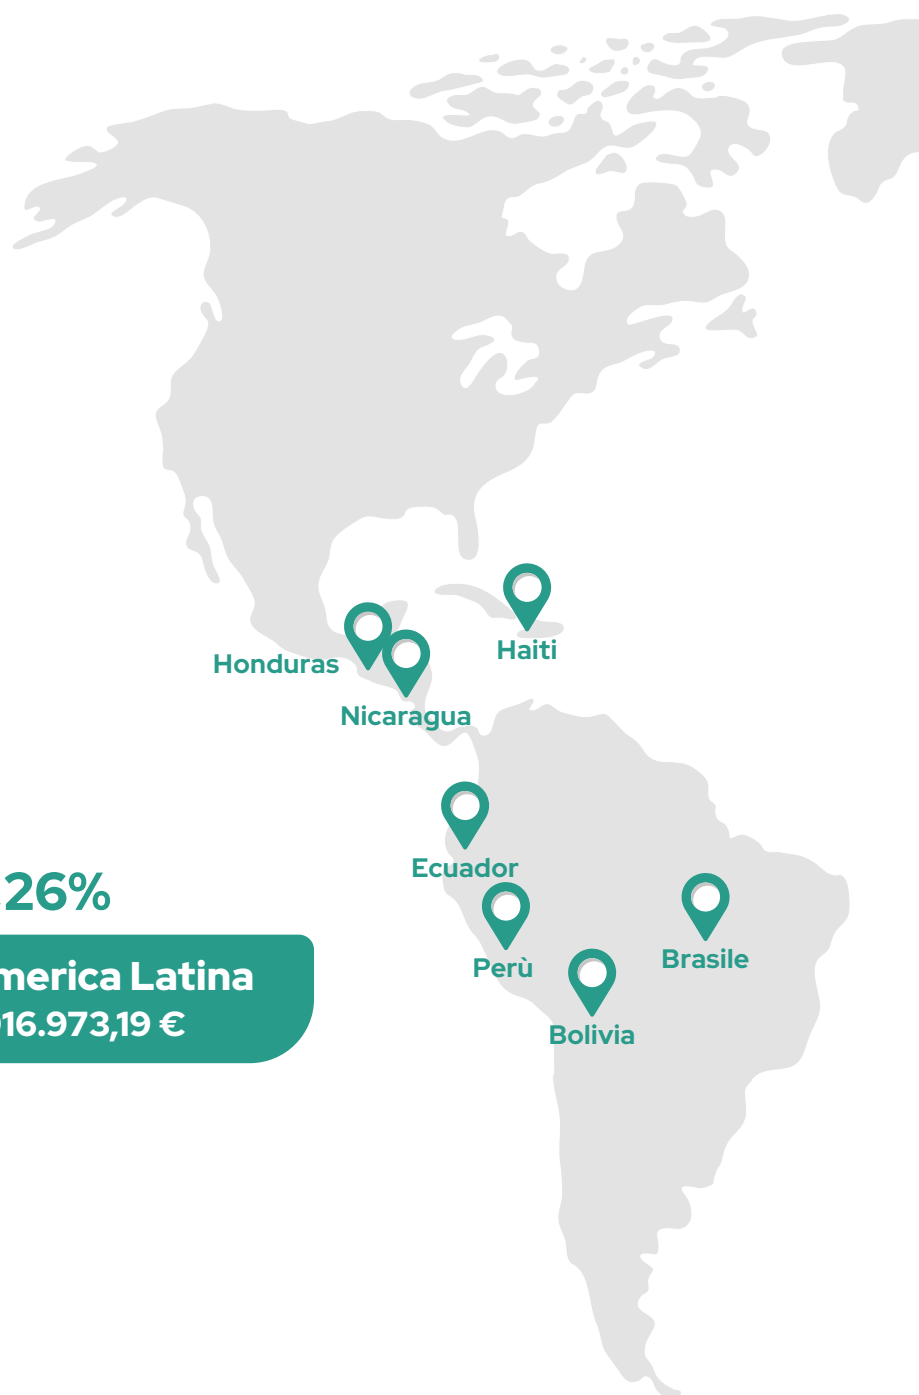 Haiti
Honduras
Nicaragua
Ecuador
26%
Perù
Brasile
merica Latina
16.973,19 €
Bolivia